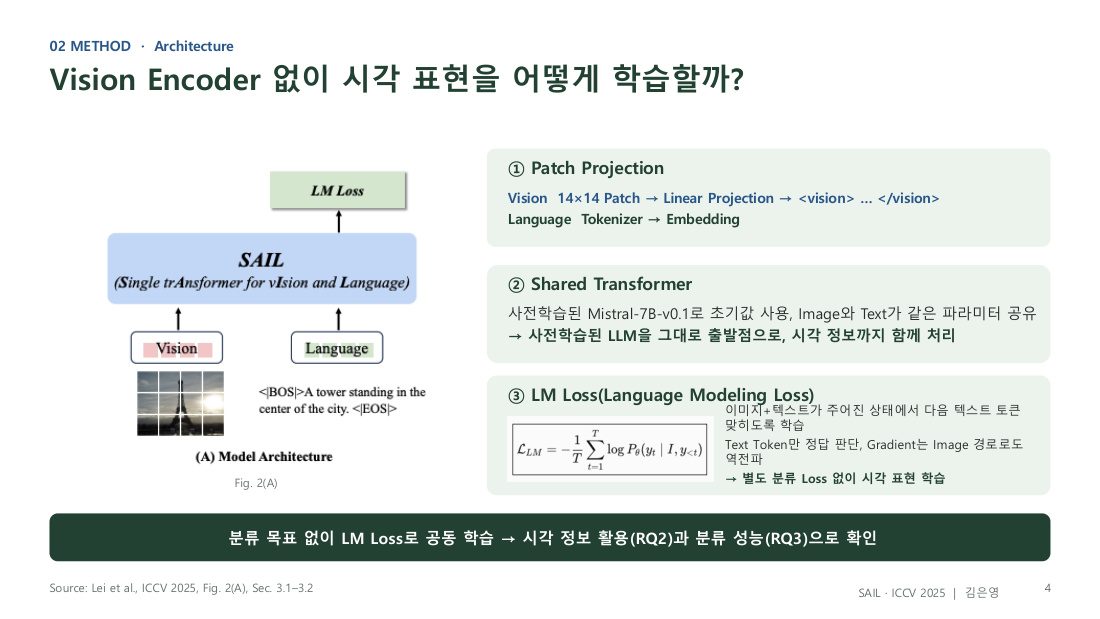 02 METHOD · Architecture
Vision Encoder 없이 시각 표현을 어떻게 학습할까?
LM Loss
SAIL
(Single trAnsformer for vIsion and Language)
Vision
Language
<|BOS|>A tower standing in the
center of the city. <|EOS|>
(A) Model Architecture
Fig. 2(A)
① Patch Projection
Vision 14×14 Patch → Linear Projection → <vision> … </vision>
Language Tokenizer → Embedding
② Shared Transformer
사전학습된 Mistral-7B-v0.1로 초기값 사용, Image와 Text가 같은 파라미터 공유
→ 사전학습된 LLM을 그대로 출발점으로, 시각 정보까지 함께 처리
③ LM Loss(Language Modeling Loss)
L_{LM} = -\frac{1}{T} \sum_{t=1}^{T} \log P_θ(y_t | I, y_{<t})
이미지+텍스트가 주어진 상태에서 다음 텍스트 토큰
맞히도록 학습
Text Token만 정답 판단, Gradient는 Image 경로로도
역전파
→ 별도 분류 Loss 없이 시각 표현 학습
분류 목표 없이 LM Loss로 공동 학습 → 시각 정보 활용(RQ2)과 분류 성능(RQ3)으로 확인
Source: Lei et al., ICCV 2025, Fig. 2(A), Sec. 3.1–3.2
SAIL · ICCV 2025 | 김은영
4